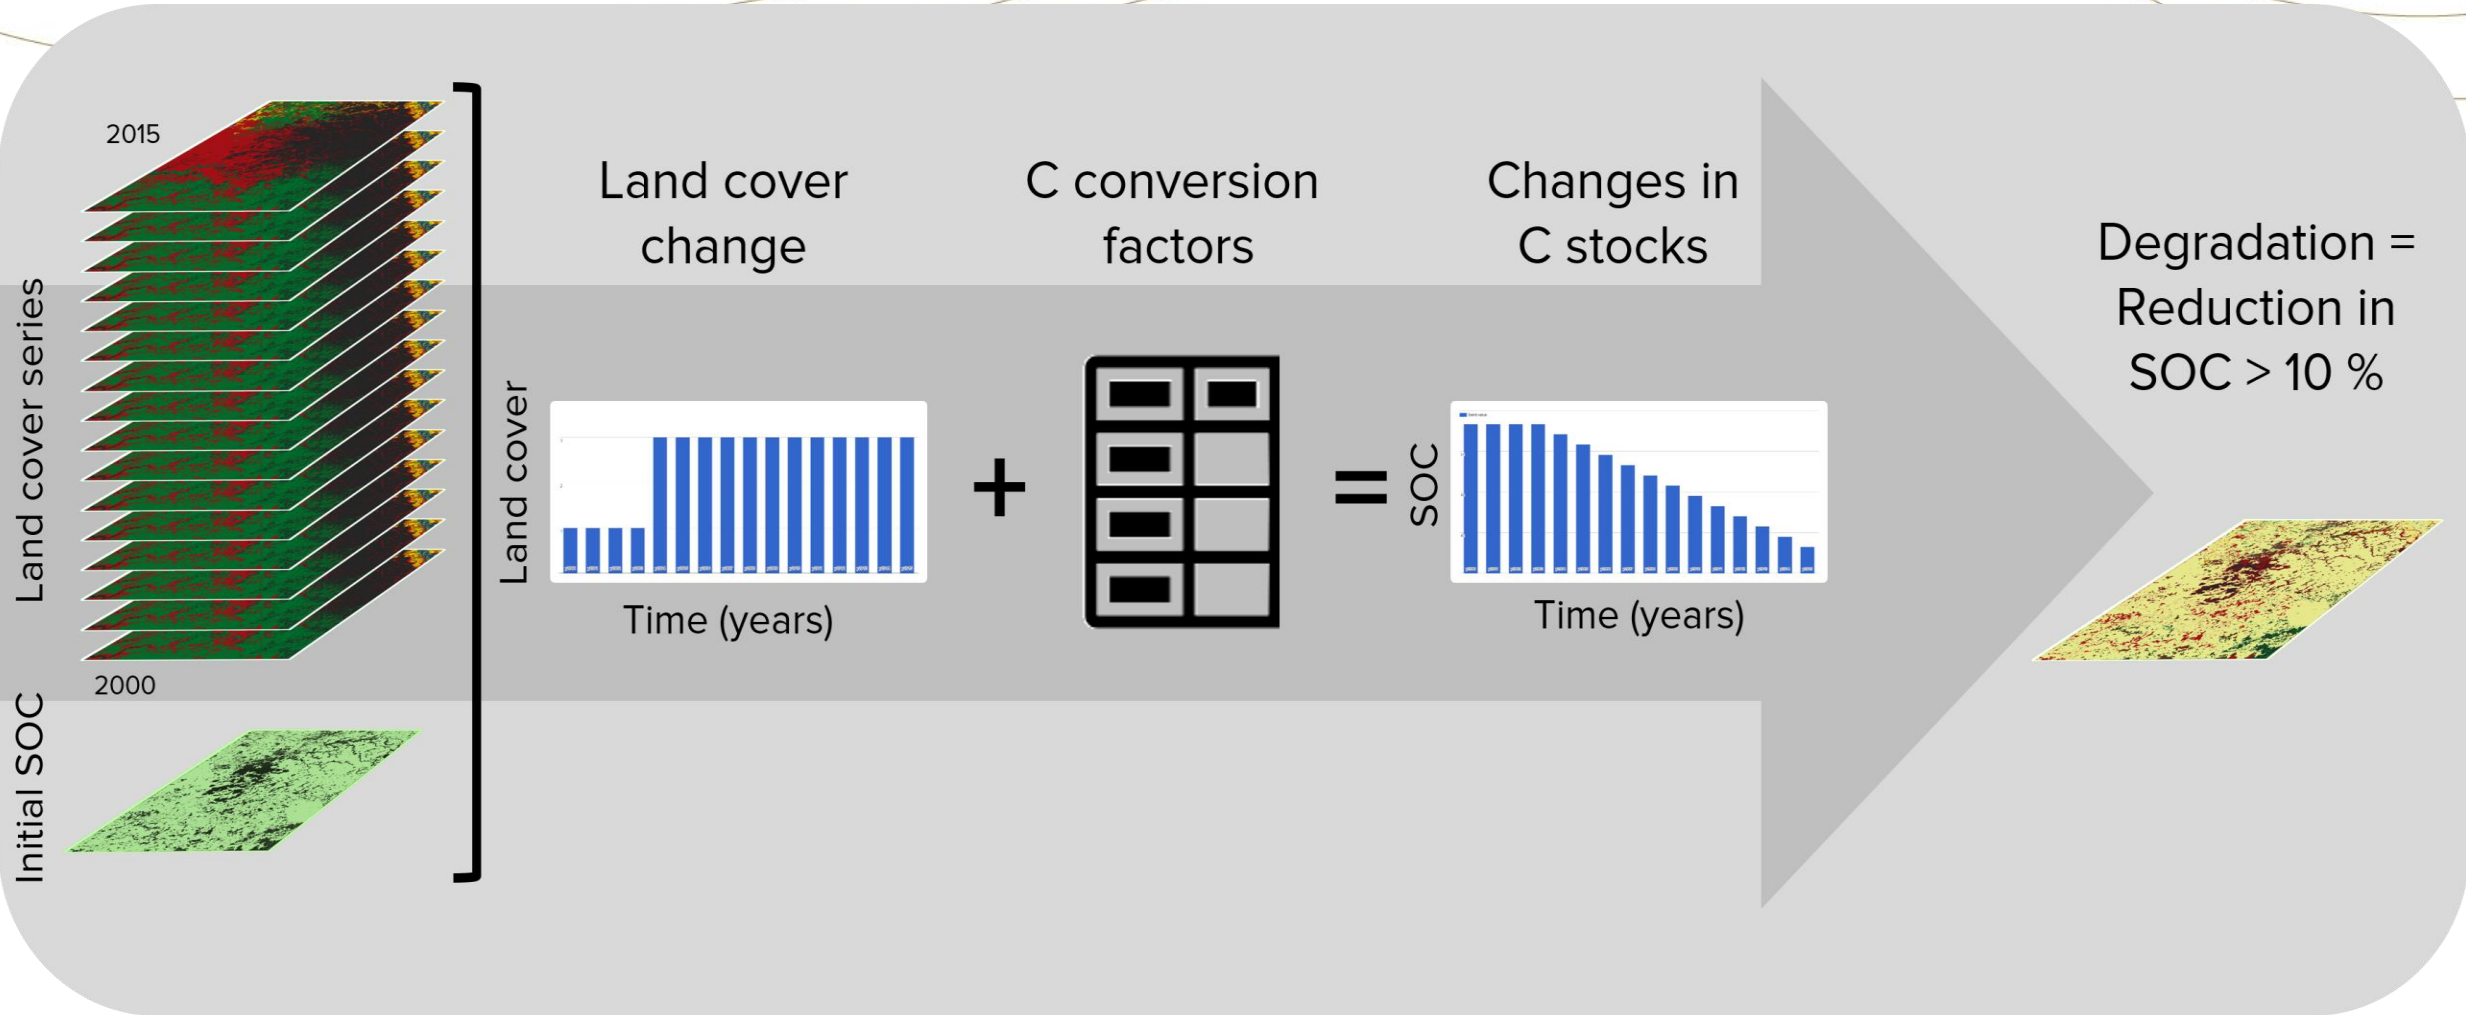 2015
Land cover series
2000
Initial SOC
Land cover
change
Land cover
Time (years)
C conversion
factors
Changes in
C stocks
SOC
Time (years)
Degradation =
Reduction in
SOC > 10 %